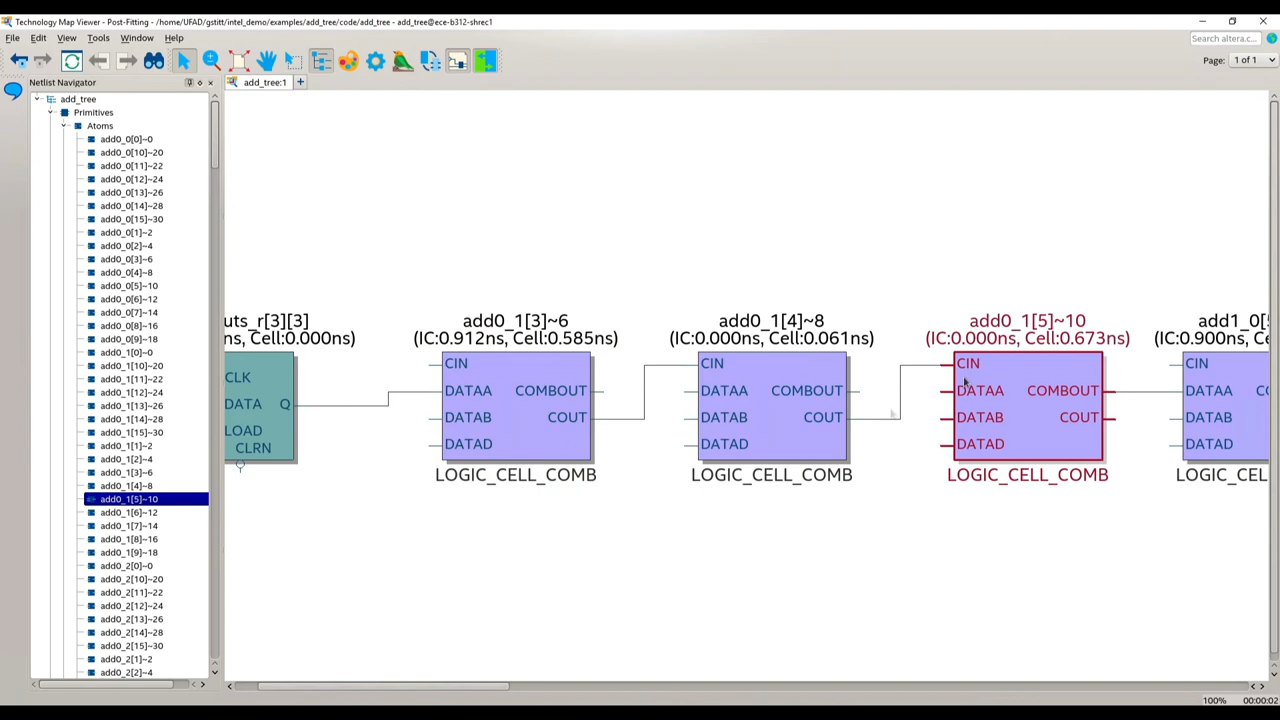 Technology Map Viewer - Post-Fitting - /home/UFAD/gstitt/intel_demo/examples/add_tree/code/add_tree - add_tree@ece-b312-shrec1
File Edit View Tools Window Help
Search altera.c...
Page: 1 of 1
Netlist Navigator
add_tree:1
add_tree
Primitives
Atoms
add0_0[0]~0
add0_0[10]~20
add0_0[11]~22
add0_0[12]~24
add0_0[13]~26
add0_0[14]~28
add0_0[15]~30
add0_0[1]~2
add0_0[2]~4
add0_0[3]~6
add0_0[4]~8
add0_0[5]~10
add0_0[6]~12
add0_0[7]~14
add0_0[8]~16
add0_0[9]~18
add0_1[0]~0
add0_1[10]~20
add0_1[11]~22
add0_1[12]~24
add0_1[13]~26
add0_1[14]~28
add0_1[15]~30
add0_1[1]~2
add0_1[2]~4
add0_1[3]~6
add0_1[4]~8
add0_1[5]~10
add0_1[6]~12
add0_1[7]~14
add0_1[8]~16
add0_1[9]~18
add0_2[0]~0
add0_2[10]~20
add0_2[11]~22
add0_2[12]~24
add0_2[13]~26
add0_2[14]~28
add0_2[15]~30
add0_2[1]~2
add0_2[2]~4
uts_r[3][3]
ns, Cell:0.000ns)
CLK
DATA Q
LOAD
CLRN
add0_1[3]~6
(IC:0.912ns, Cell:0.585ns)
CIN
DATAA COMBOUT
DATAB COUT
DATAD
LOGIC_CELL_COMB
add0_1[4]~8
(IC:0.000ns, Cell:0.061ns)
CIN
DATAA COMBOUT
DATAB COUT
DATAD
LOGIC_CELL_COMB
add0_1[5]~10
(IC:0.000ns, Cell:0.673ns)
CIN
DATAA COMBOUT
DATAB COUT
DATAD
LOGIC_CELL_COMB
add1_0[5
(IC:0.900ns, Ce
CIN
DATAA C
DATAB
DATAD
LOGIC_CEL
100% 00:00:02